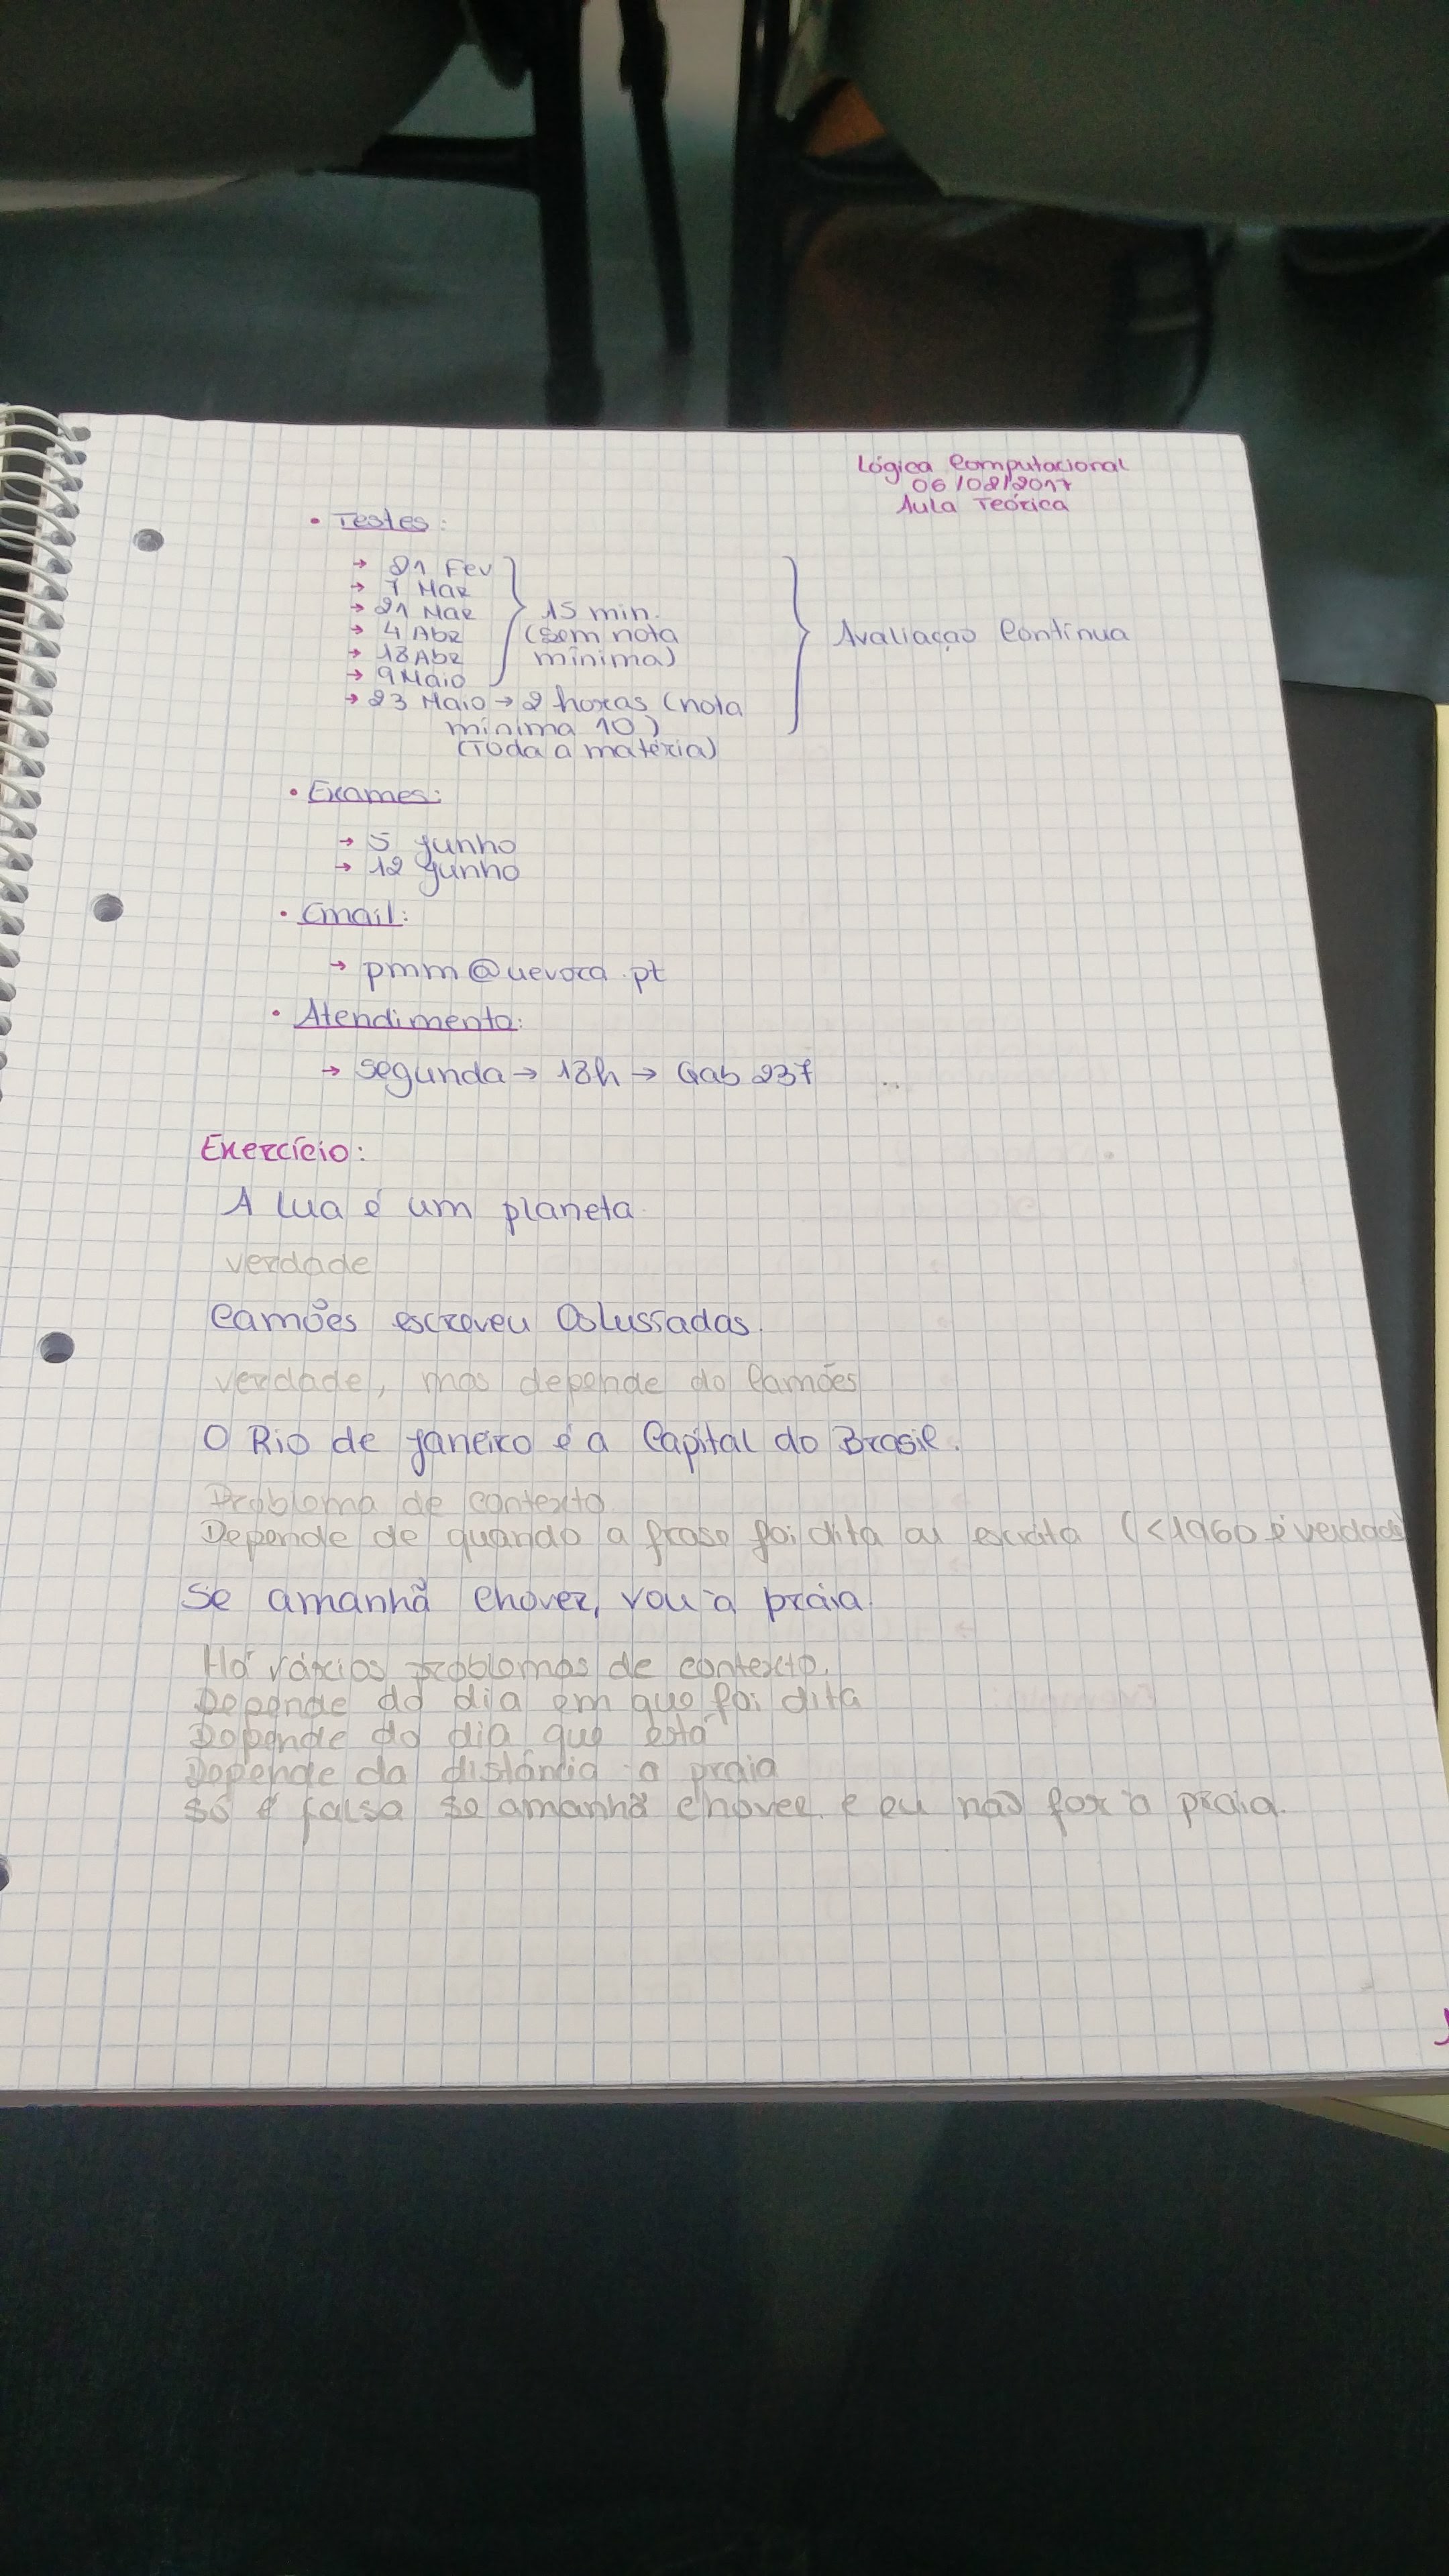 Lógica Computacional
06/02/2017
Aula Teórica
• Testes:
→ 21 Fev
→ 7 Mar
→ 21 Mar
→ 4 Abr
→ 18 Abr
→ 9 Maio
15 min.
(sem nota
mínima)
→ 23 Maio → 2 horas (nota
mínima 10)
(Toda a matéria)
Avaliação Contínua
• Exames:
→ 5 Junho
→ 12 Junho
• Email:
→ pmm@uevora.pt
• Atendimento:
→ Segunda → 18h → Gab 237
Exercício:
A lua é um planeta
verdade
Camões escreveu Os Lusíadas.
verdade, mas depende do Camões
O Rio de Janeiro é a Capital do Brasil.
Problema de contexto
Depende de quando a frase foi dita ou escrita (<1960 é verdade
Se amanhã chover, vou à praia
Há vários problemas de contexto.
Depende do dia em que foi dita
Depende do dia que está
Depende da distância à praia
Só é falsa se amanhã chover e eu não for à praia.